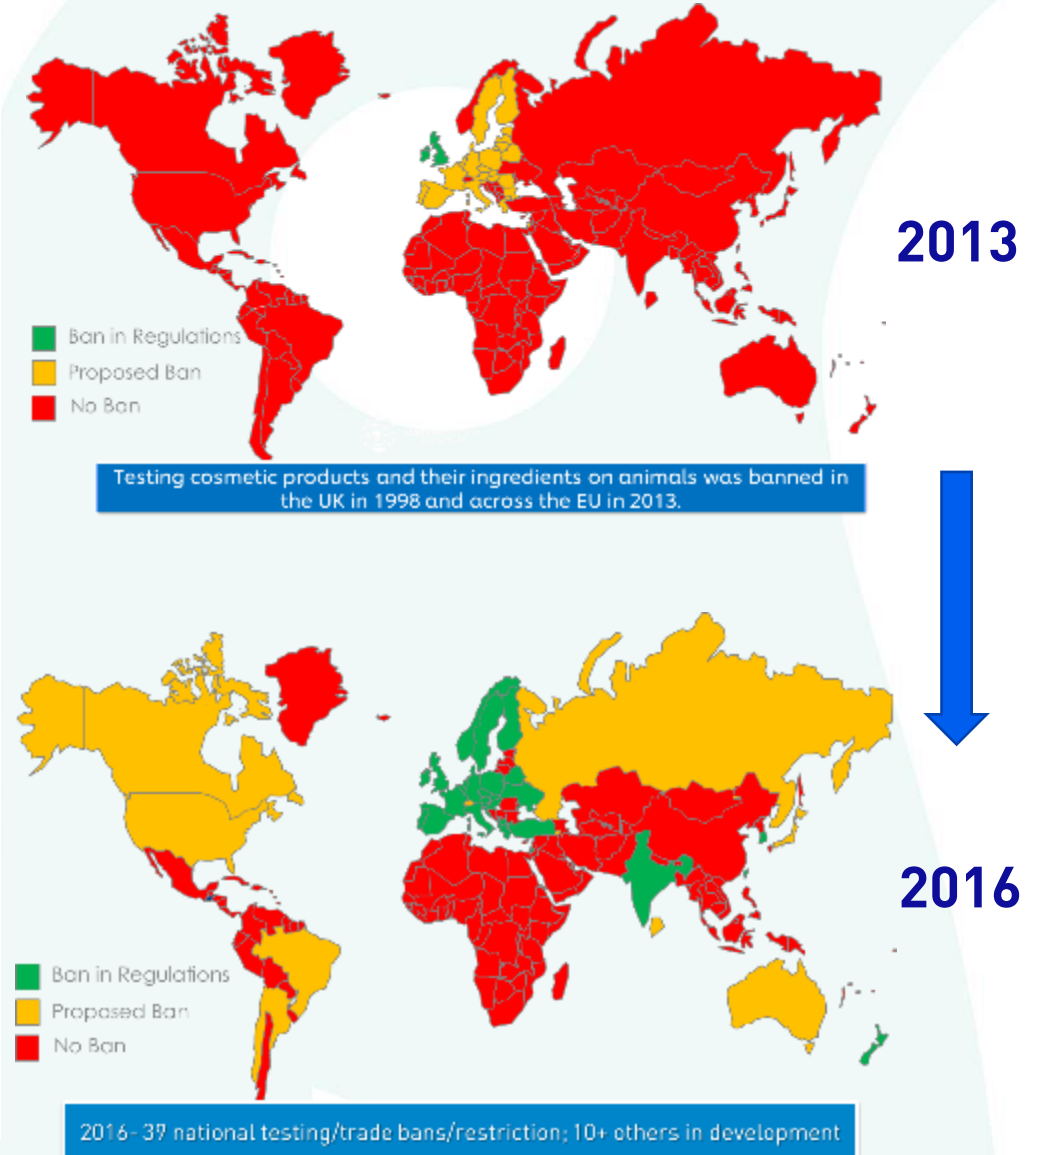 2013
Ban in Regulations
Proposed Ban
No Ban
Testing cosmetic products and their ingredients on animals was banned in
the UK in 1998 and across the EU in 2013.
2016
Ban in Regulations
Proposed Ban
No Ban
2016- 39 national testing/trade bans/restriction; 10+ others in development